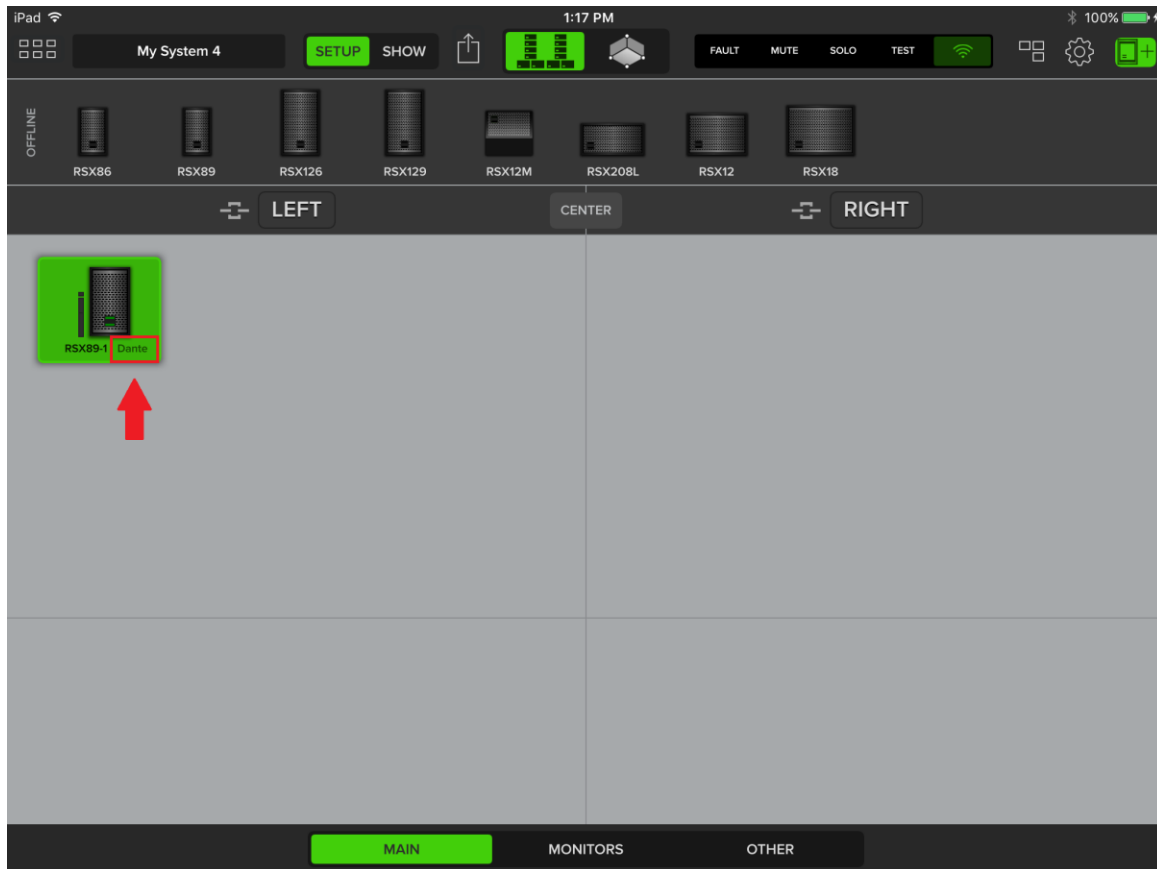 iPad 1:17 PM 100%
My System 4 SETUP SHOW FAULT MUTE SOLO TEST
OFFLINE
RSX86 RSX89 RSX126 RSX129 RSX12M RSX208L RSX12 RSX18
LEFT CENTER RIGHT
RSX89-1 Dante
MAIN MONITORS OTHER